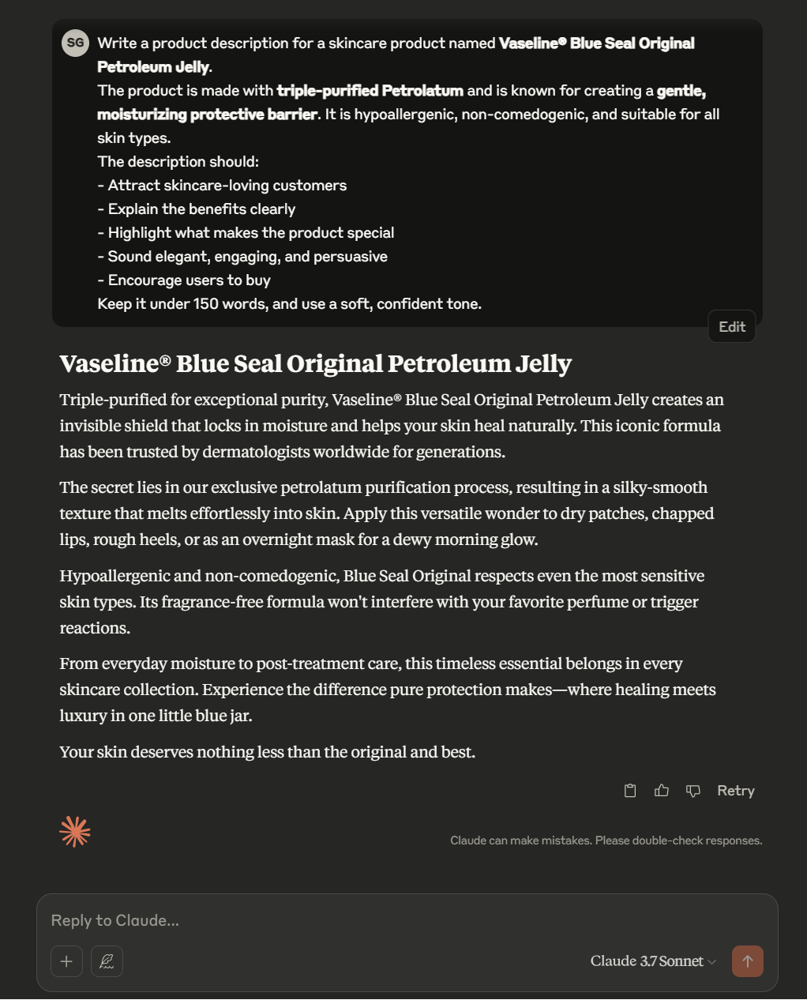 SG
Write a product description for a skincare product named Vaseline® Blue Seal Original
Petroleum Jelly.
The product is made with triple-purified Petrolatum and is known for creating a gentle,
moisturizing protective barrier. It is hypoallergenic, non-comedogenic, and suitable for all
skin types.
The description should:
- Attract skincare-loving customers
- Explain the benefits clearly
- Highlight what makes the product special
- Sound elegant, engaging, and persuasive
- Encourage users to buy
Keep it under 150 words, and use a soft, confident tone.
Edit
Vaseline® Blue Seal Original Petroleum Jelly
Triple-purified for exceptional purity, Vaseline® Blue Seal Original Petroleum Jelly creates an
invisible shield that locks in moisture and helps your skin heal naturally. This iconic formula
has been trusted by dermatologists worldwide for generations.
The secret lies in our exclusive petrolatum purification process, resulting in a silky-smooth
texture that melts effortlessly into skin. Apply this versatile wonder to dry patches, chapped
lips, rough heels, or as an overnight mask for a dewy morning glow.
Hypoallergenic and non-comedogenic, Blue Seal Original respects even the most sensitive
skin types. Its fragrance-free formula won't interfere with your favorite perfume or trigger
reactions.
From everyday moisture to post-treatment care, this timeless essential belongs in every
skincare collection. Experience the difference pure protection makes—where healing meets
luxury in one little blue jar.
Your skin deserves nothing less than the original and best.
Retry
Claude can make mistakes. Please double-check responses.
Reply to Claude...
Claude 3.7 Sonnet